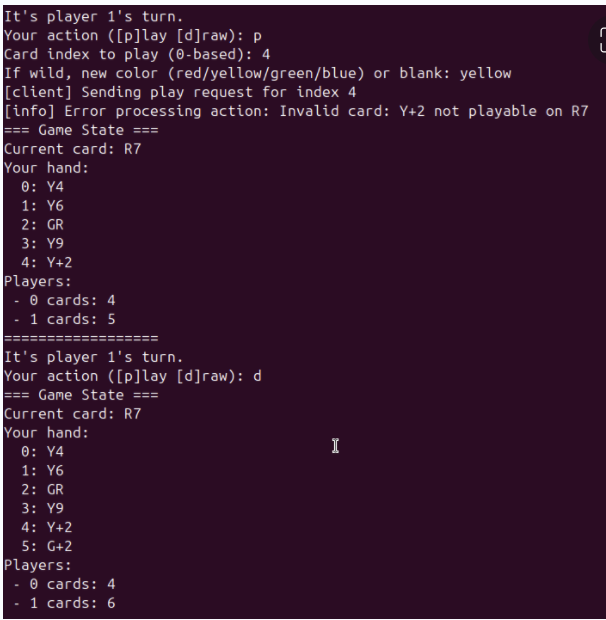 It's player 1's turn.
Your action ([p]lay [d]raw): p
Card index to play (0-based): 4
If wild, new color (red/yellow/green/blue) or blank: yellow
[client] Sending play request for index 4
[info] Error processing action: Invalid card: Y+2 not playable on R7
=== Game State ===
Current card: R7
Your hand:
  0: Y4
  1: Y6
  2: GR
  3: Y9
  4: Y+2
Players:
 - 0 cards: 4
 - 1 cards: 5
==================
It's player 1's turn.
Your action ([p]lay [d]raw): d
=== Game State ===
Current card: R7
Your hand:
  0: Y4
  1: Y6
  2: GR
  3: Y9
  4: Y+2
  5: G+2
Players:
 - 0 cards: 4
 - 1 cards: 6